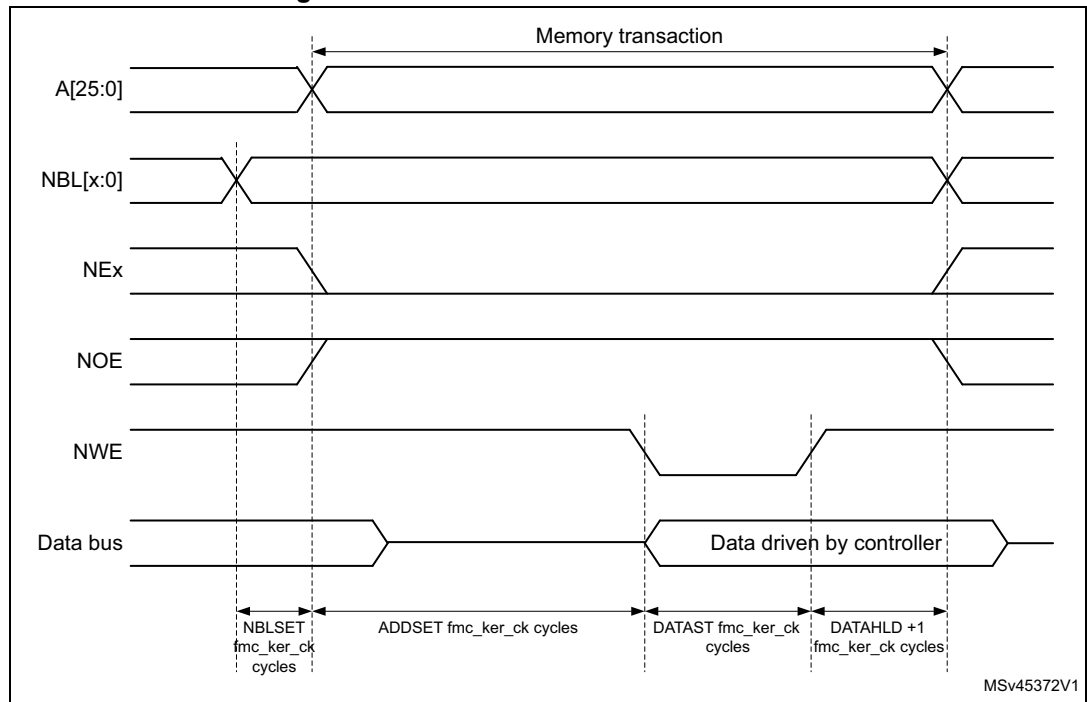 Memory transaction
A[25:0]
NBL[x:0]
NEx
NOE
NWE
Data bus
Data driven by controller
NBLSET
fmc_ker_ck
cycles
ADDSET fmc_ker_ck cycles
DATAST fmc_ker_ck
cycles
DATAHLD +1
fmc_ker_ck cycles
MSv45372V1